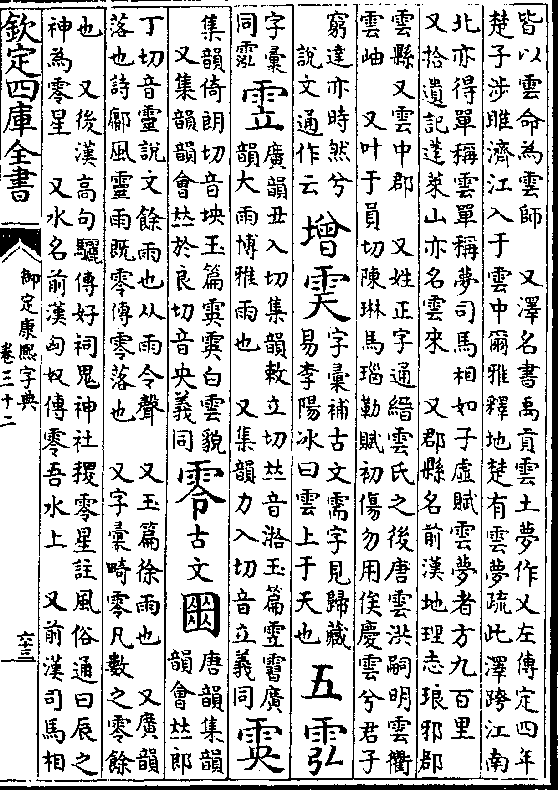 皆以雲命為雲師 又澤名書禹貢雲土夢作乂左傳定四年
楚子涉睢濟江入于雲中爾雅釋地楚有雲夢疏此澤跨江南
北亦得單稱雲單稱夢司馬相如子虛賦雲夢者方九百里
又拾遺記蓬萊山亦名雲來 又郡縣名前漢地理志琅邪郡
雲縣 又雲中郡 又姓正字通縉雲氏之後唐雲洪嗣明雲衢
雲岫 又叶于員切陳琳馬瑙勒賦初傷勿用俟慶雲兮君子
窮達亦時然兮
說文通作云
增
字彙補古文需字見歸藏
易李陽冰曰雲上于天也
五
字彙
同霐
雴
廣韻丑入切集韻敕立切𠀤音湁玉篇雴霫廣
韻大雨博雅雨也 又集韻力入切音立義同
雵
集韻倚朗切音坱玉篇雵雵白雲貌
又集韻韻會𠀤於良切音央義同
零
古文
唐韻集韻
韻會𠀤郎
丁切音靈說文餘雨也从雨令聲 又玉篇徐雨也 又廣韻
落也詩鄘風靈雨既零傳零落也 又字彙畸零凡數之零餘
也 又後漢高句驪傳好祠鬼神社稷零星註風俗通曰辰之
神為零星 又水名前漢匈奴傳零吾水上 又前漢司馬相
欽定四庫全書
御定康熙字典
卷三十二
六三